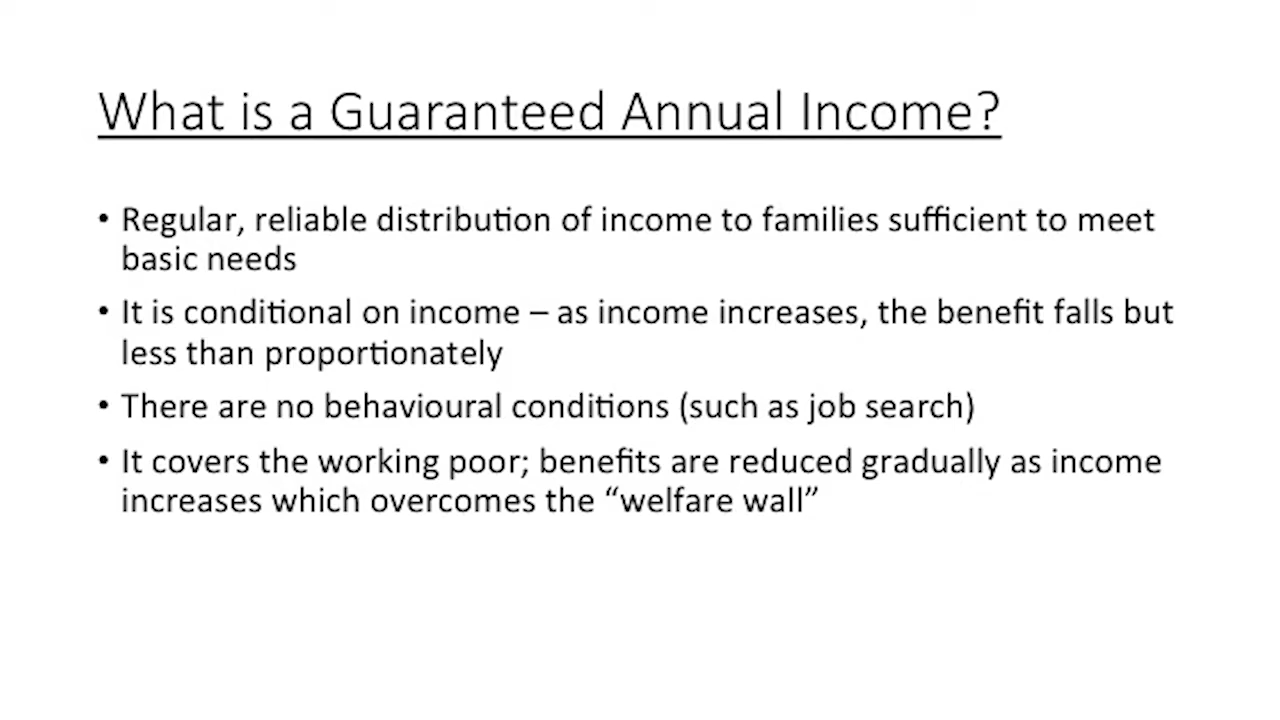 What is a Guaranteed Annual Income?
• Regular, reliable distribution of income to families sufficient to meet
basic needs
• It is conditional on income – as income increases, the benefit falls but
less than proportionately
• There are no behavioural conditions (such as job search)
• It covers the working poor; benefits are reduced gradually as income
increases which overcomes the “welfare wall”